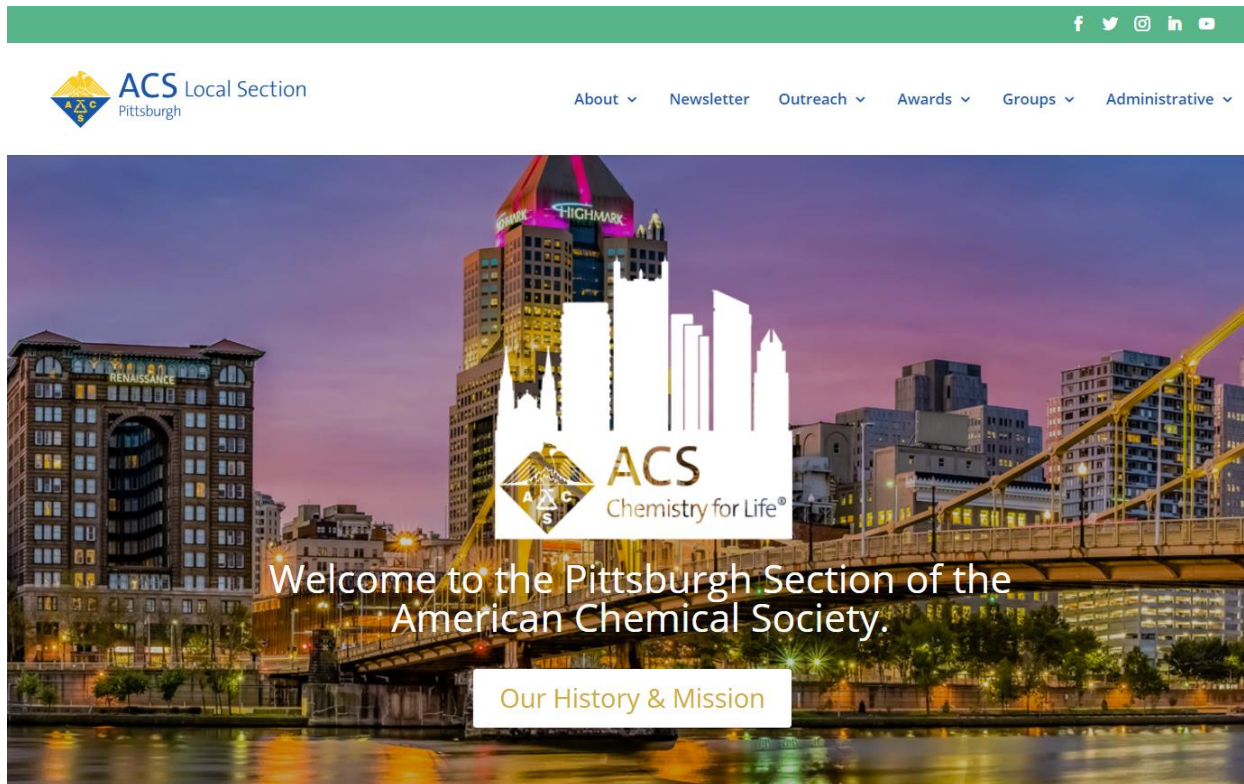 ACS Local Section
Pittsburgh
About
Newsletter
Outreach
Awards
Groups
Administrative
HIGHMARK
RENAISSANCE
ACS
A C S
Chemistry for Life®
Welcome to the Pittsburgh Section of the
American Chemical Society.
Our History & Mission